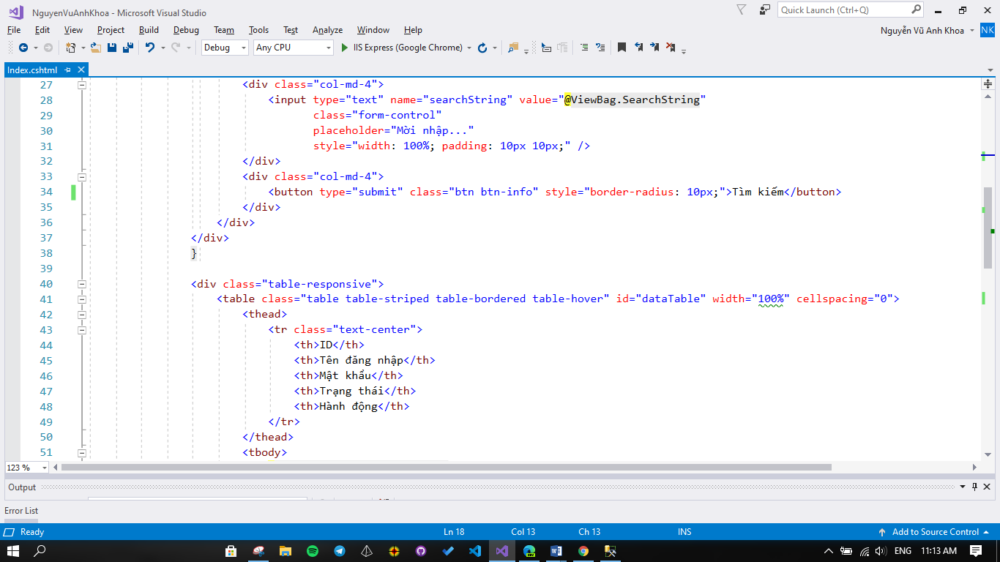 NguyenVuAnhKhoa - Microsoft Visual Studio
Quick Launch (Ctrl+Q)
File Edit View Project Build Debug Team Tools Test Analyze Window Help
Nguyễn Vũ Anh Khoa NK
Debug Any CPU IIS Express (Google Chrome)
Index.cshtml
27 <div class="col-md-4">
28 <input type="text" name="searchString" value="@ViewBag.SearchString"
29 class="form-control"
30 placeholder="Mời nhập..."
31 style="width: 100%; padding: 10px 10px;" />
32 </div>
33 <div class="col-md-4">
34 <button type="submit" class="btn btn-info" style="border-radius: 10px;">Tìm kiếm</button>
35 </div>
36 </div>
37 </div>
38 }
39
40 <div class="table-responsive">
41 <table class="table table-striped table-bordered table-hover" id="dataTable" width="100%" cellspacing="0">
42 <thead>
43 <tr class="text-center">
44 <th>ID</th>
45 <th>Tên đăng nhập</th>
46 <th>Mật khẩu</th>
47 <th>Trạng thái</th>
48 <th>Hành động</th>
49 </tr>
50 </thead>
51 <tbody>
123 %
Output
Error List
Ready Ln 18 Col 13 Ch 13 INS Add to Source Control
ENG 11:13 AM